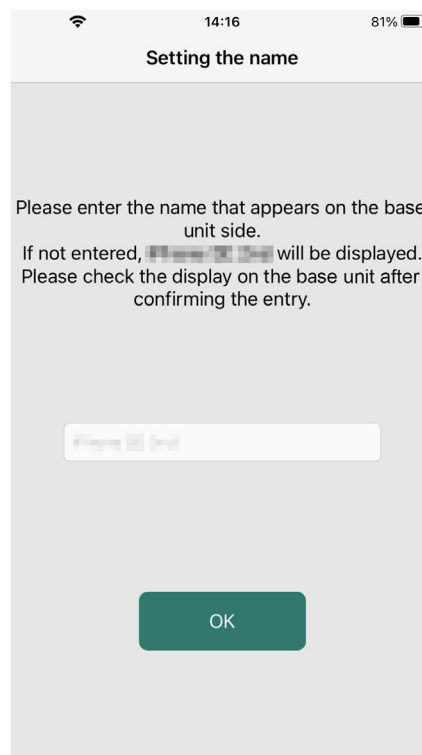 14:16
81%
Setting the name
Please enter the name that appears on the base
unit side.
If not entered, will be displayed.
Please check the display on the base unit after
confirming the entry.
OK